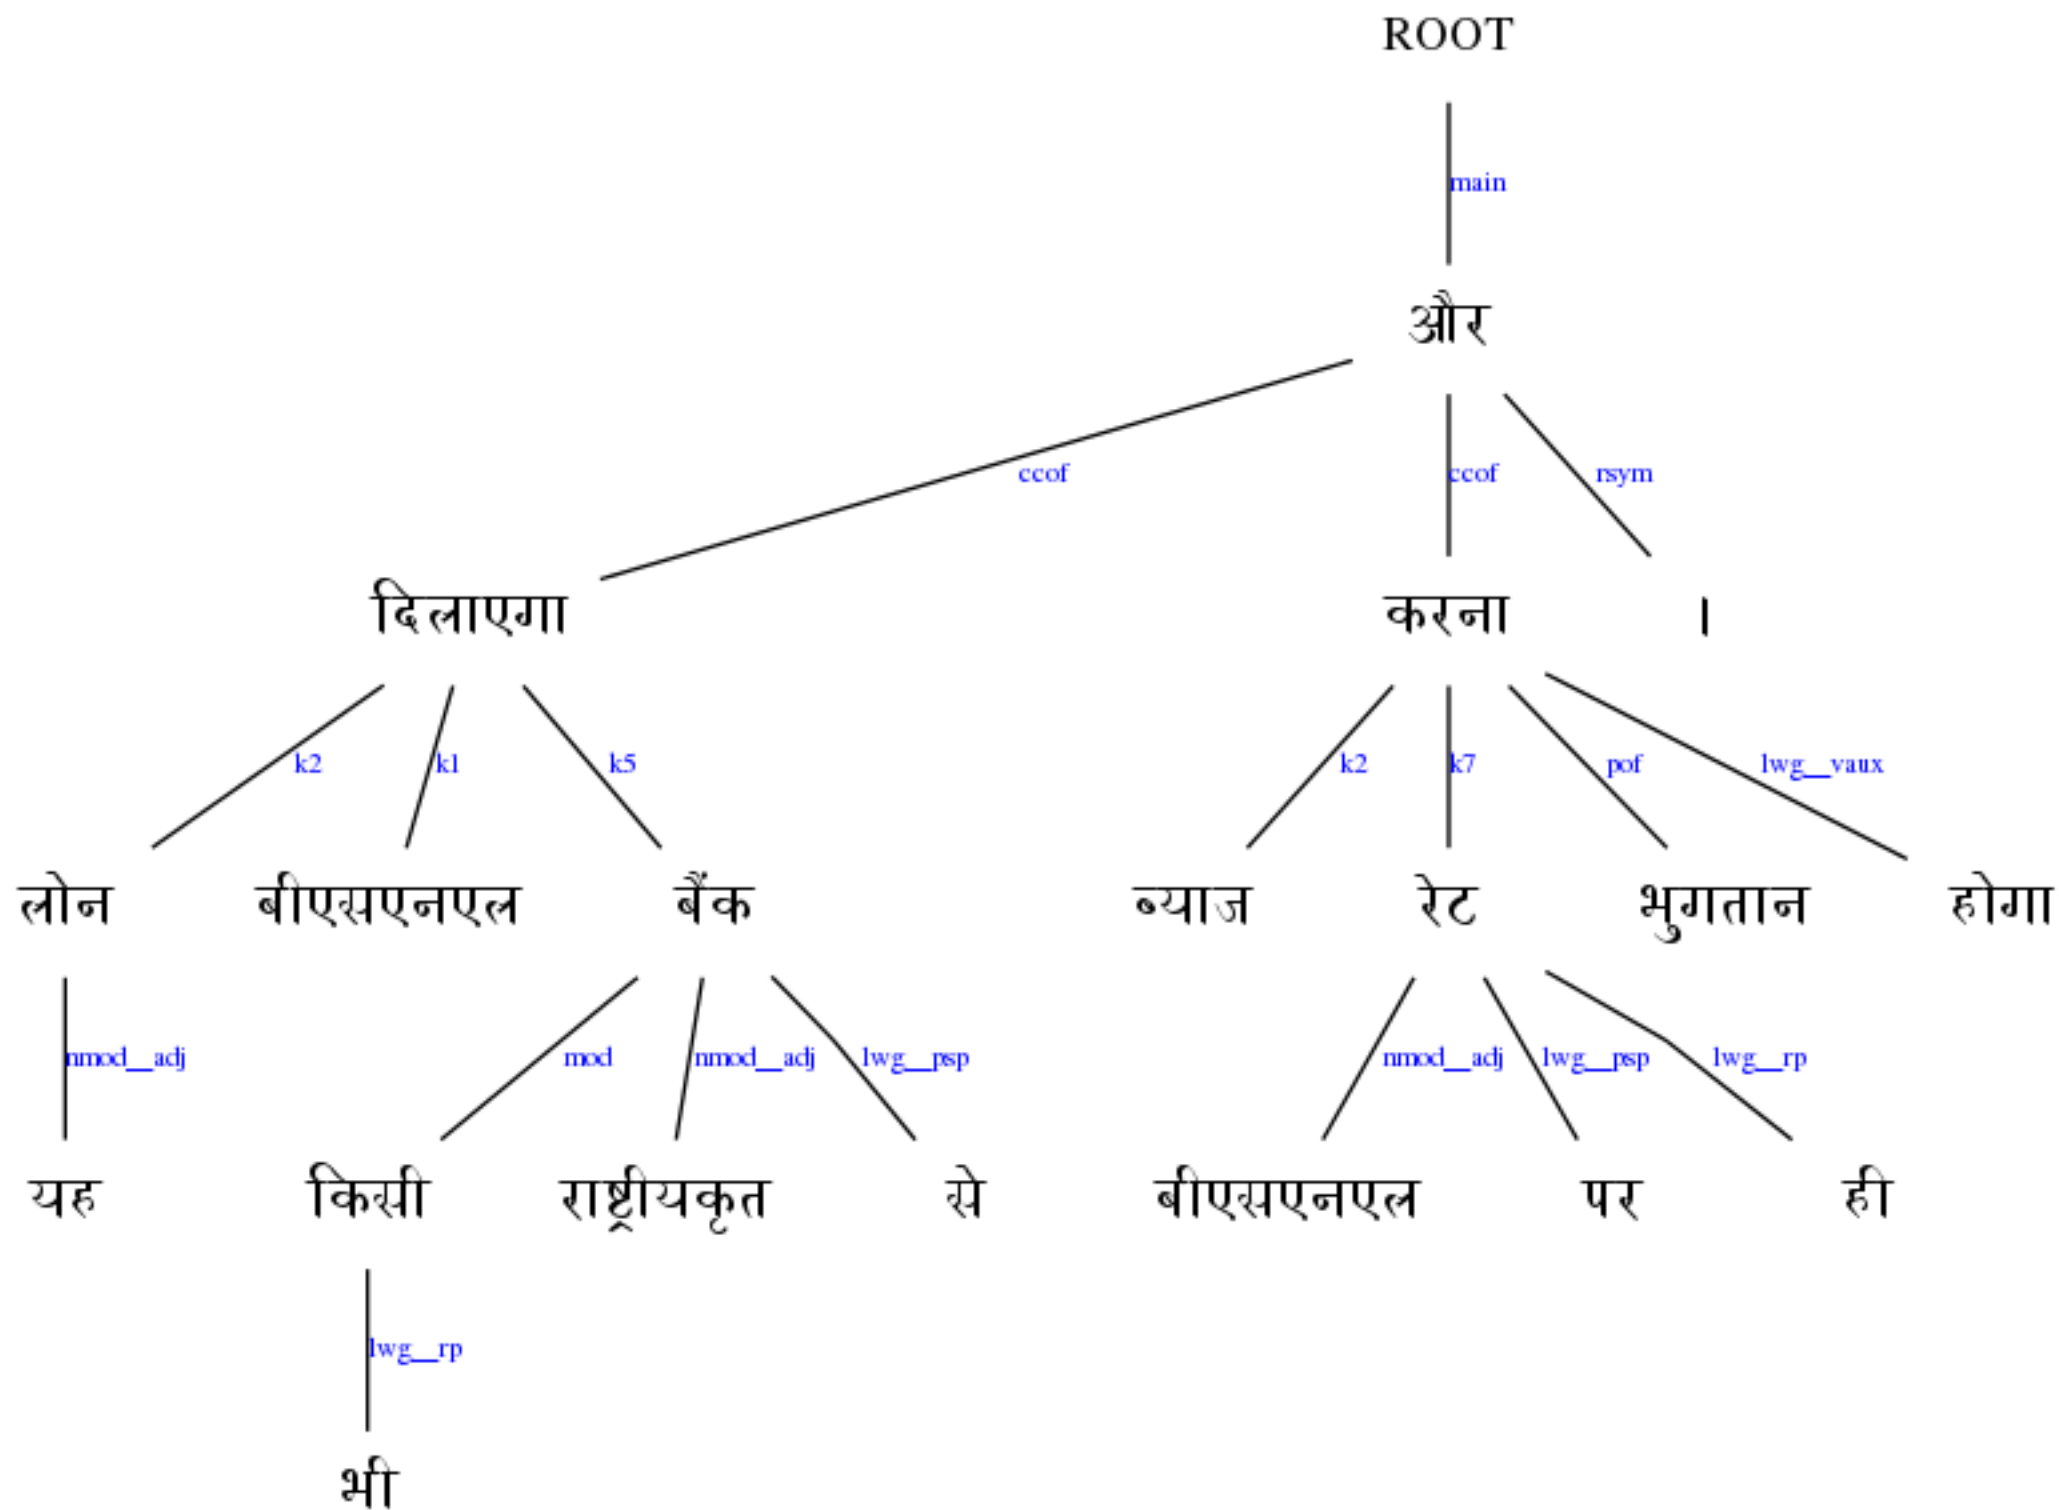 ROOT
main
और
ccof ccof rsym
दिलाएगा करना ।
k2 k1 k5 k2 k7 pof lwg__vaux
लोन बीएसएनएल बैंक ब्याज रेट भुगतान होगा
nmod__adj mod nmod__adj lwg__psp nmod__adj lwg__psp lwg__rp
यह किसी राष्ट्रीयकृत से बीएसएनएल पर ही
lwg__rp
भी